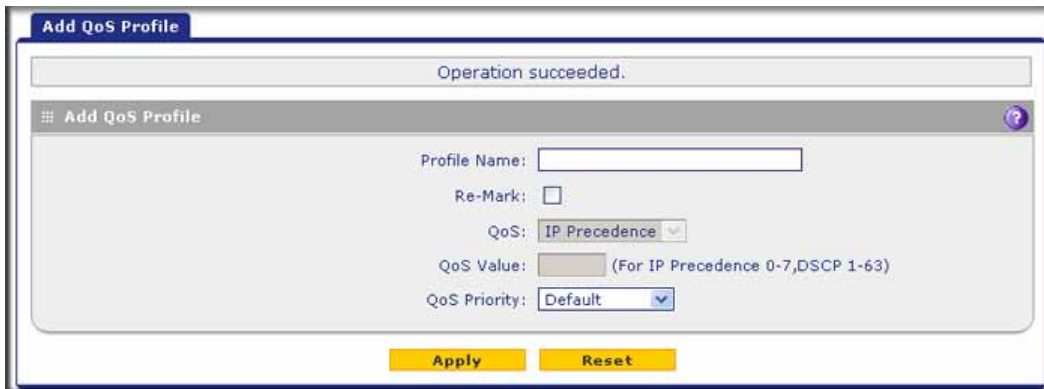 Add QoS Profile
Operation succeeded.
Add QoS Profile
?
Profile Name:
Re-Mark:
QoS: IP Precedence
QoS Value: (For IP Precedence 0-7,DSCP 1-63)
QoS Priority: Default
Apply Reset